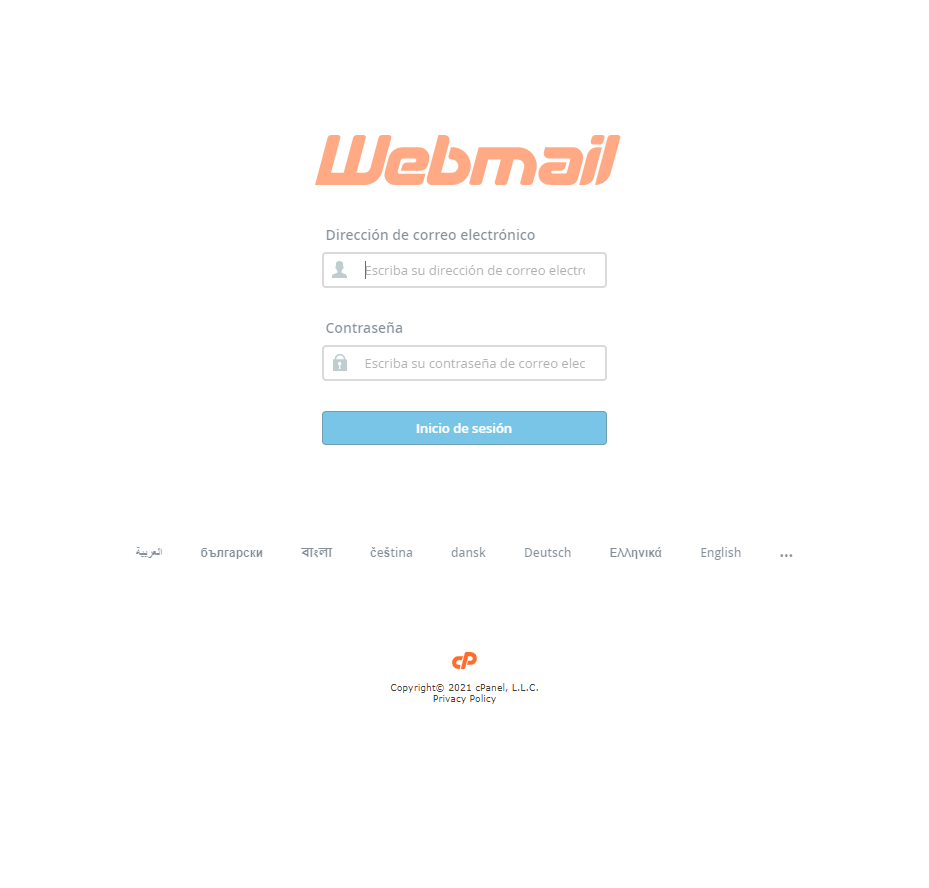 Webmail
Dirección de correo electrónico
Escriba su dirección de correo electro
Contraseña
Escriba su contraseña de correo elec
Inicio de sesión
العربية български বাংলা čeština dansk Deutsch Ελληνικά English ...
cP
Copyright© 2021 cPanel, L.L.C.
Privacy Policy